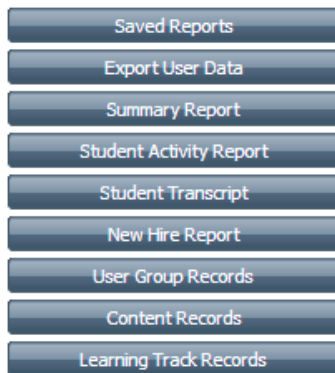 Saved Reports
Export User Data
Summary Report
Student Activity Report
Student Transcript
New Hire Report
User Group Records
Content Records
Learning Track Records